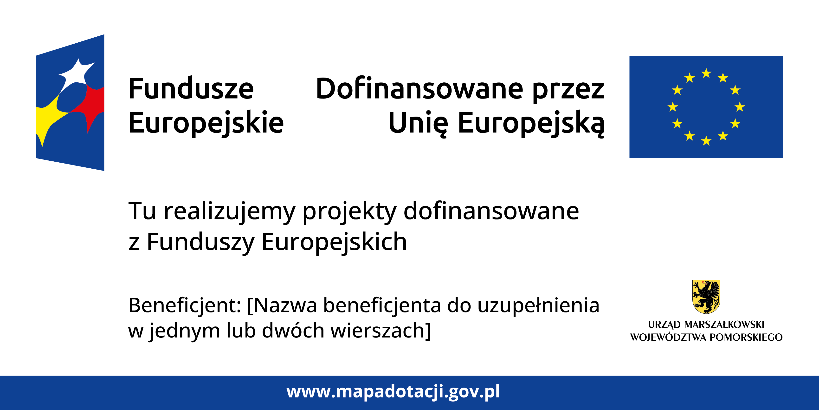 Fundusze
Europejskie
Dofinansowane przez
Unię Europejską
Tu realizujemy projekty dofinansowane
z Funduszy Europejskich
Beneficjent: [Nazwa beneficjenta do uzupełnienia
w jednym lub dwóch wierszach]
URZĄD MARSZAŁKOWSKI
WOJEWÓDZTWA POMORSKIEGO
www.mapadotacji.gov.pl